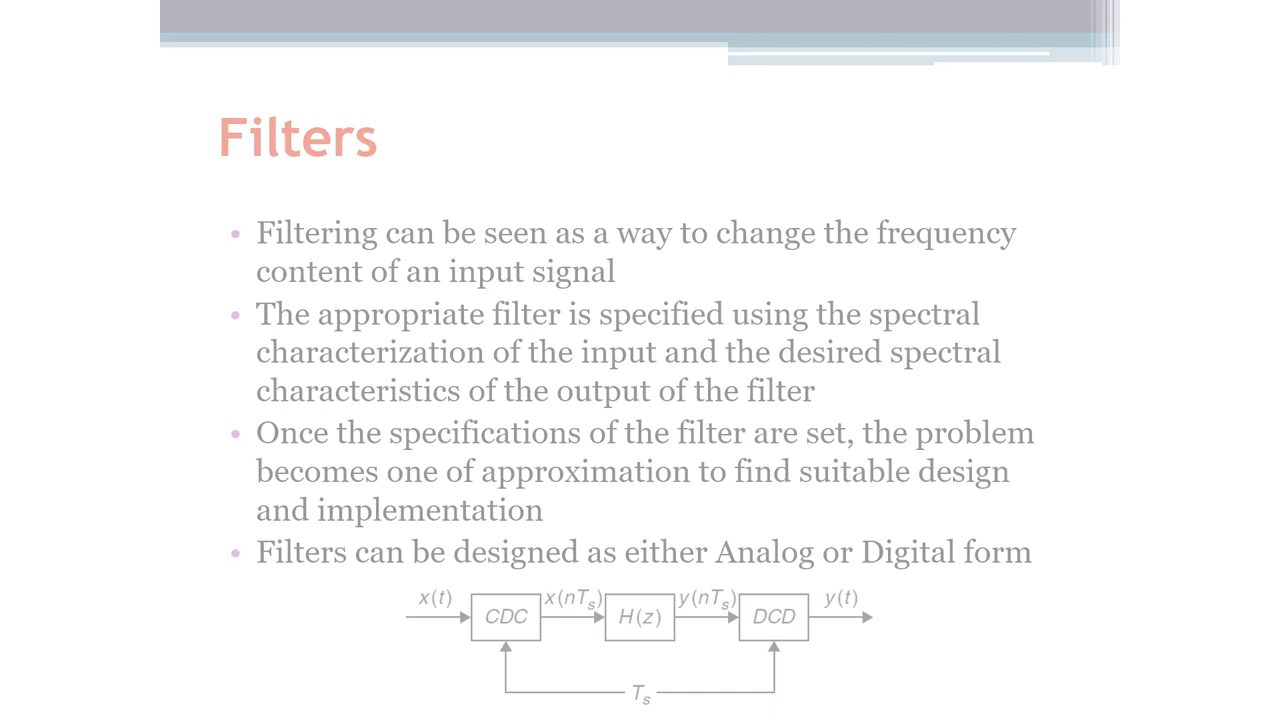 Filters
• Filtering can be seen as a way to change the frequency
content of an input signal
• The appropriate filter is specified using the spectral
characterization of the input and the desired spectral
characteristics of the output of the filter
• Once the specifications of the filter are set, the problem
becomes one of approximation to find suitable design
and implementation
• Filters can be designed as either Analog or Digital form
x(t) CDC x(nTₛ) H(z) y(nTₛ) DCD y(t)
Tₛ